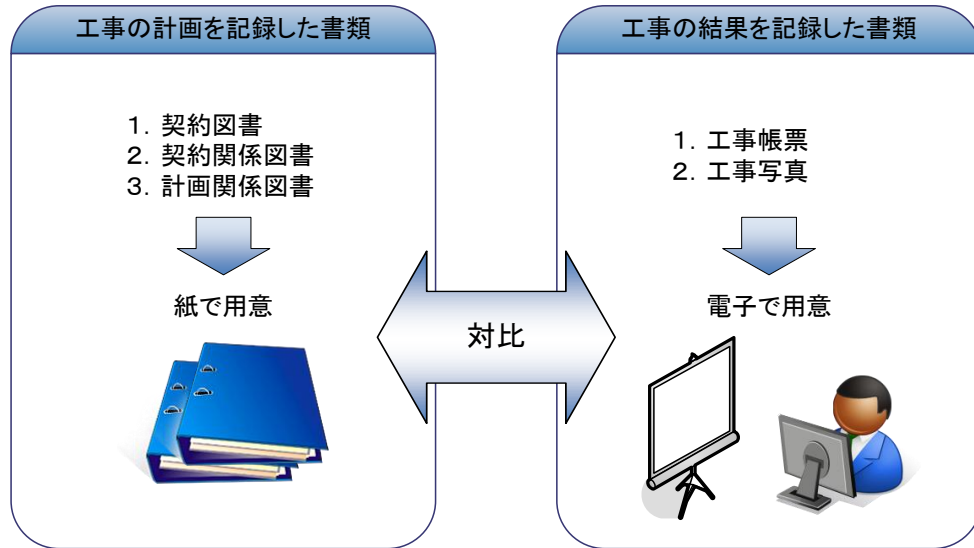 工事の計画を記録した書類
1. 契約図書
2. 契約関係図書
3. 計画関係図書
紙で用意
対比
工事の結果を記録した書類
1. 工事帳票
2. 工事写真
電子で用意